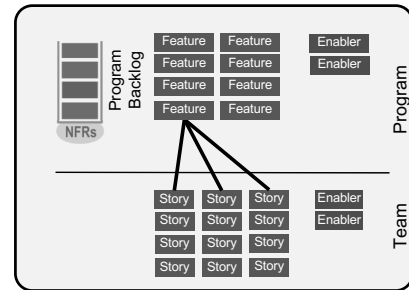 Feature Feature Enabler
Feature Feature Enabler
Feature Feature
Feature Feature
Program
Backlog
NFRs
Program
Story Story Story Enabler
Story Story Story Enabler
Story Story Story
Story Story Story
Team